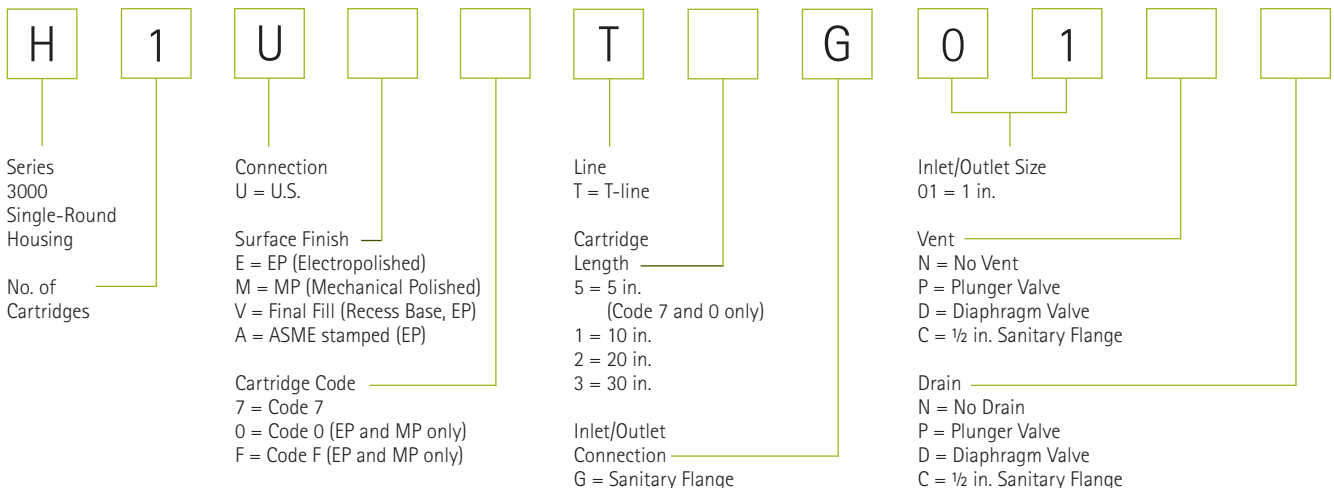 H 1 U T G 0 1
Series
3000
Single-Round
Housing
No. of
Cartridges
Connection
U = U.S.
Surface Finish
E = EP (Electropolished)
M = MP (Mechanical Polished)
V = Final Fill (Recess Base, EP)
A = ASME stamped (EP)
Cartridge Code
7 = Code 7
0 = Code 0 (EP and MP only)
F = Code F (EP and MP only)
Line
T = T-line
Cartridge
Length
5 = 5 in.
(Code 7 and 0 only)
1 = 10 in.
2 = 20 in.
3 = 30 in.
Inlet/Outlet
Connection
G = Sanitary Flange
Inlet/Outlet Size
01 = 1 in.
Vent
N = No Vent
P = Plunger Valve
D = Diaphragm Valve
C = ½ in. Sanitary Flange
Drain
N = No Drain
P = Plunger Valve
D = Diaphragm Valve
C = ½ in. Sanitary Flange